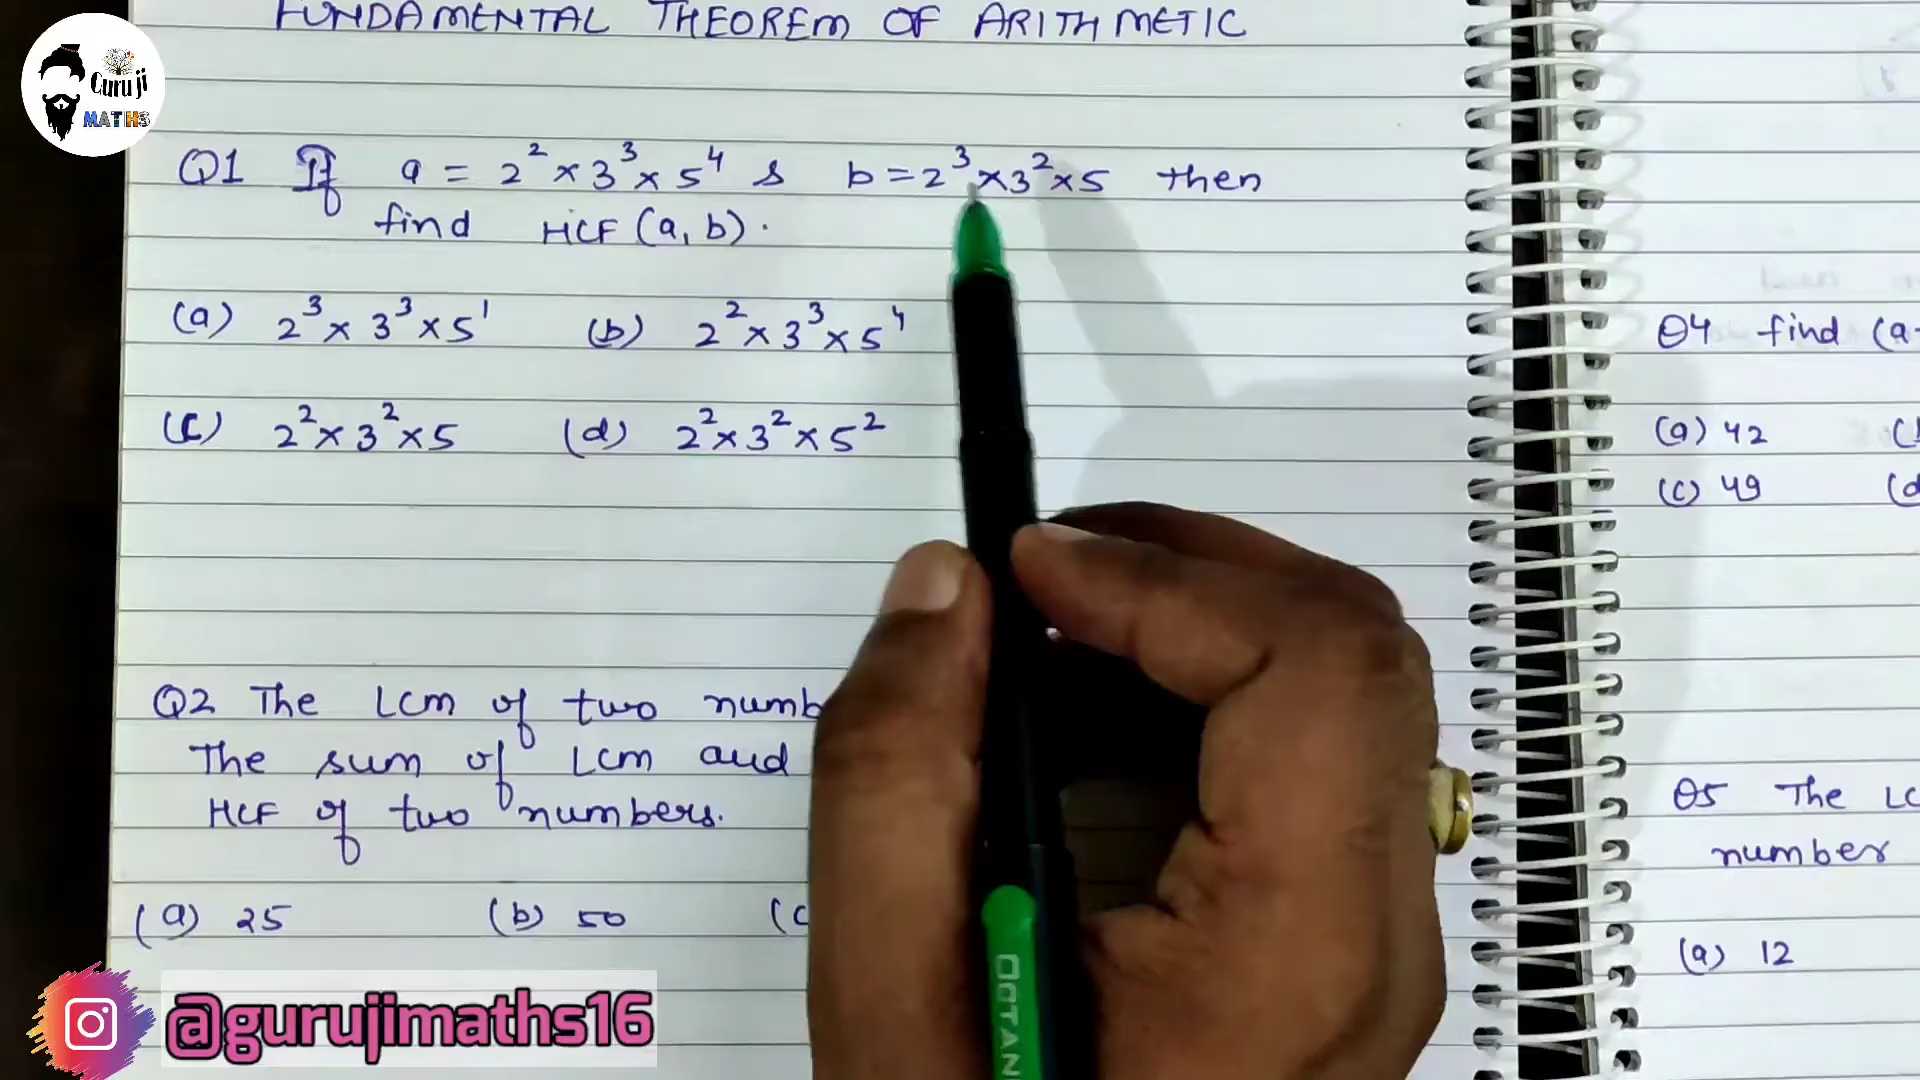 FUNDAMENTAL THEOREM OF ARITHMETIC
Guruji
MATHS
Q1 If a = 2² × 3³ × 5⁴ & b = 2³ × 3² × 5 then
find HCF (a, b).
(a) 2³ × 3³ × 5¹ (b) 2² × 3³ × 5⁴
(c) 2² × 3² × 5 (d) 2² × 3² × 5²
Q2 The LCM of two numb
The sum of LCM and
HCF of two numbers.
(a) 25 (b) 50 (c
@gurujimaths16
Q4 find (a
(a) 42
(c) 49 (d
Q5 The LC
number
(a) 12